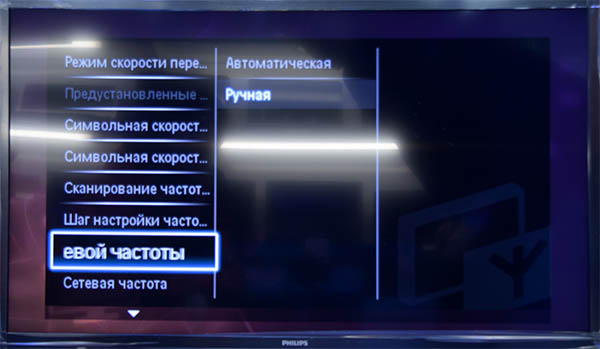 Режим скорости пере...
Автоматическая
Предустановленные ...
Ручная
Символьная скорост...
Символьная скорост...
Сканирование частот...
Шаг настройки часто...
евой частоты
Сетевая частота
PHILIPS